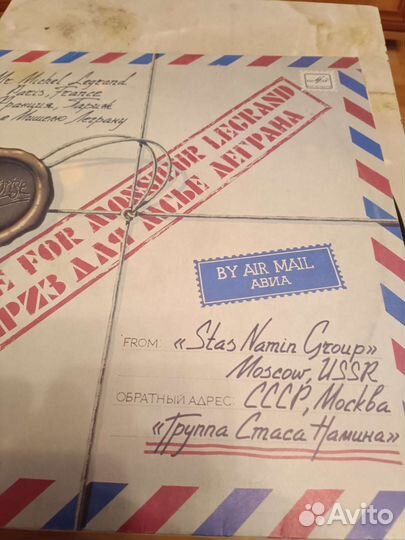 Mr. Michel Legrand
Paris, France
Франция, Париж
Мишелю Леграну
FOR MONSIEUR LEGRAND
ПРИЗ ДЛЯ МСЬЕ ЛЕГРАНА
BY AIR MAIL
АВИА
FROM: «Stas Namin Group»
Moscow, USSR
ОБРАТНЫЙ АДРЕС: СССР, Москва
«Группа Стаса Намина»
Avito